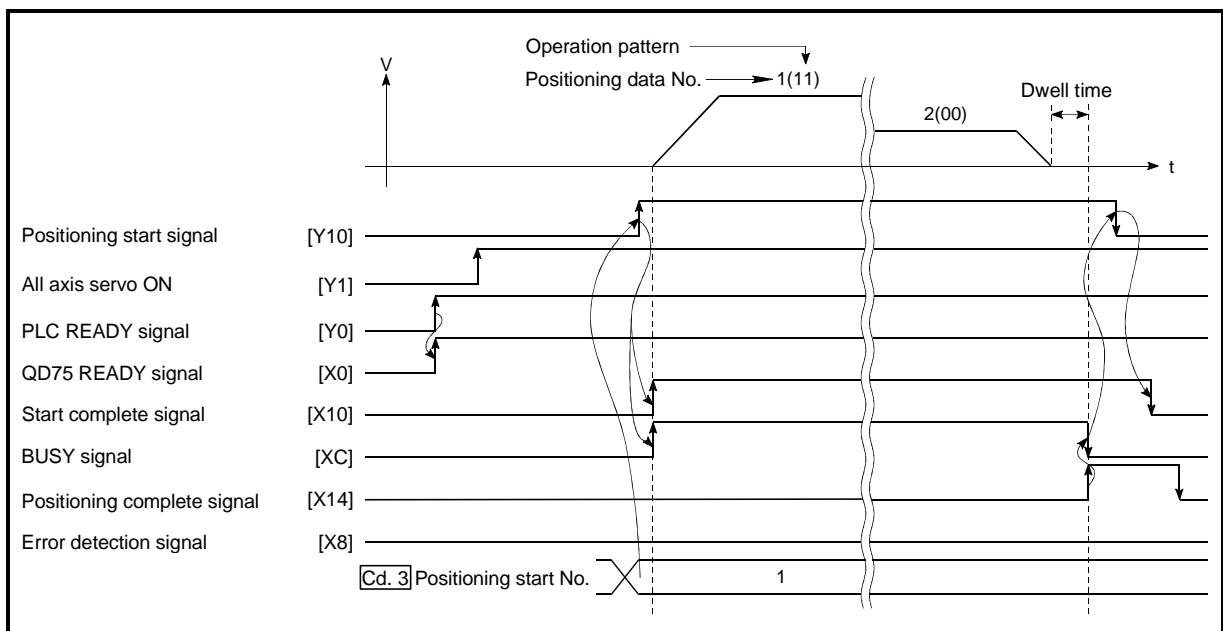 Operation pattern
V
Positioning data No. 1(11)
Dwell time
2(00)
t
Positioning start signal [Y10]
All axis servo ON [Y1]
PLC READY signal [Y0]
QD75 READY signal [X0]
Start complete signal [X10]
BUSY signal [XC]
Positioning complete signal [X14]
Error detection signal [X8]
Cd. 3 Positioning start No. 1